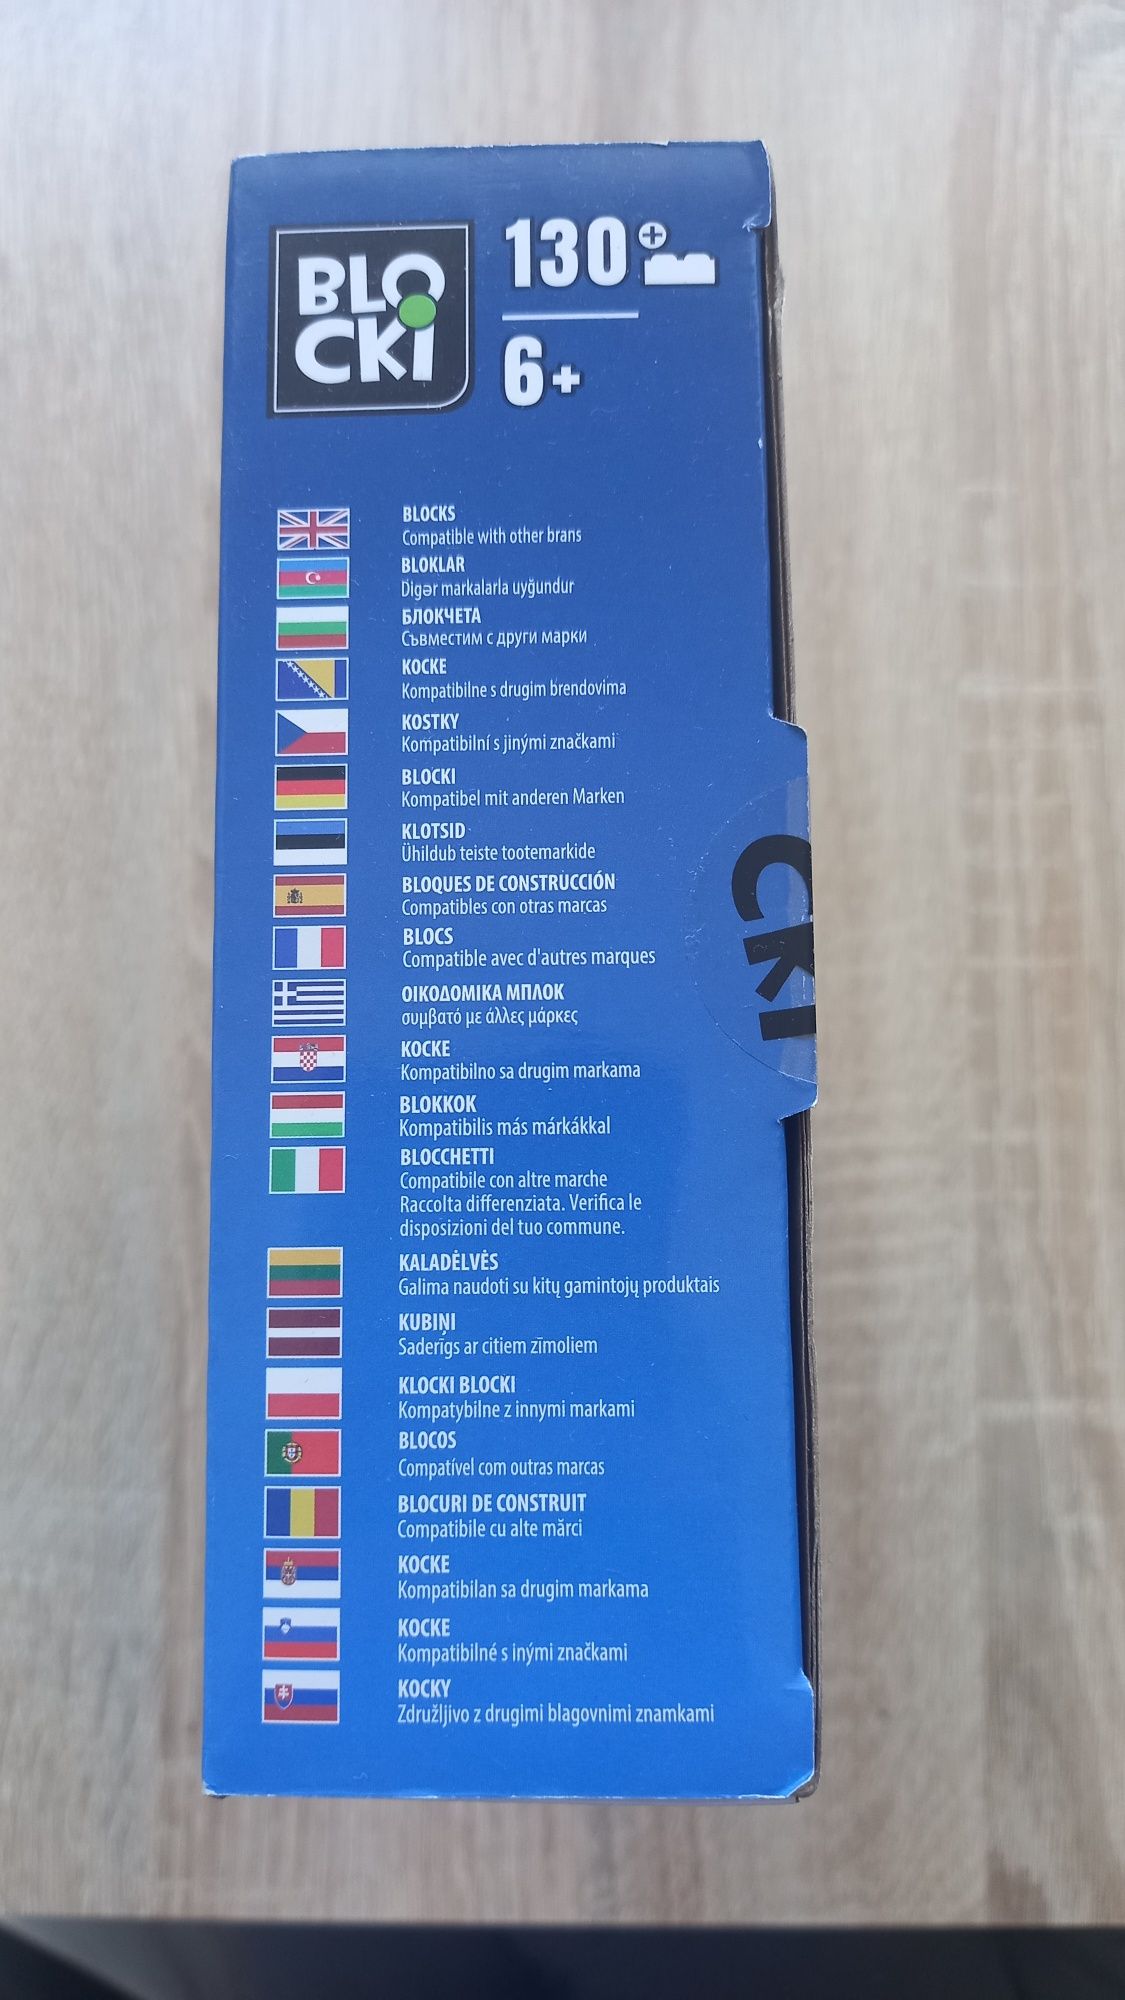 BLO
CKi
130+
6+
BLOCKS
Compatible with other brans
BLOKLAR
Digər markalarla uyğundur
БЛОКЧЕТА
Съвместим с други марки
KOCKE
Kompatibilne s drugim brendovima
KOSTKY
Kompatibilní s jinými značkami
BLOCKI
Kompatibel mit anderen Marken
KLOTSID
Ühildub teiste tootemarkide
BLOQUES DE CONSTRUCCIÓN
Compatibles con otras marcas
BLOCS
Compatible avec d'autres marques
ΟΙΚΟΔΟΜΙΚΑ ΜΠΛΟΚ
συμβατό με άλλες μάρκες
KOCKE
Kompatibilno sa drugim markama
BLOKKOK
Kompatibilis más márkákkal
BLOCCHETTI
Compatibile con altre marche
Raccolta differenziata. Verifica le
disposizioni del tuo commune.
KALADĖLVĖS
Galima naudoti su kitų gamintojų produktais
KUBIŅI
Saderīgs ar citiem zīmoliem
KLOCKI BLOCKI
Kompatybilne z innymi markami
BLOCOS
Compatível com outras marcas
BLOCURI DE CONSTRUIT
Compatibile cu alte mărci
KOCKE
Kompatibilan sa drugim markama
KOCKE
Kompatibilné s inými značkami
KOCKY
Združljivo z drugimi blagovnimi znamkami
CKI